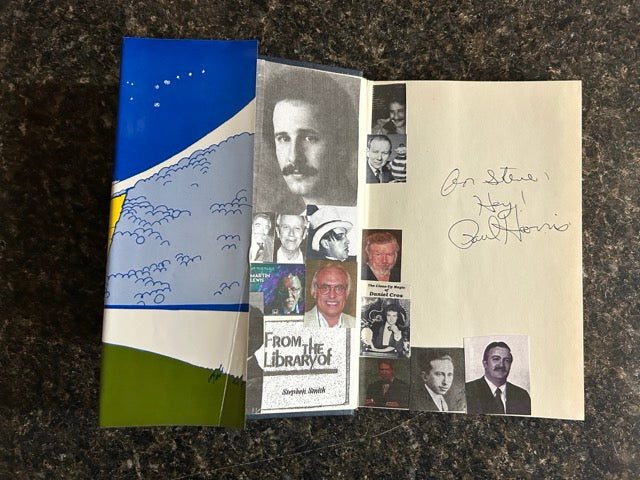 MARTIN
LEWIS
FROM
THE
LIBRARY OF
Stephen Smith
The Close-Up Magic
of
Daniel Cros
For Steve!
Hey!
Paul Harris